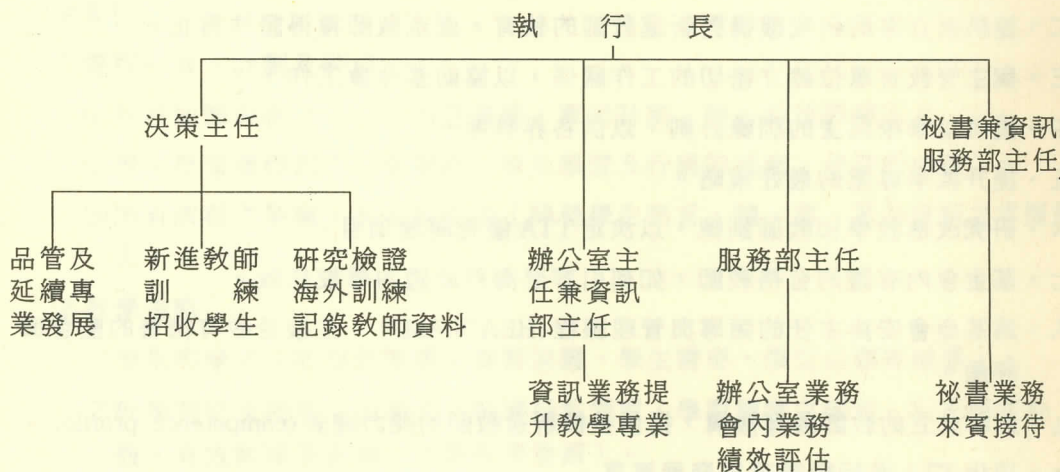 執行長
決策主任
祕書兼資訊
服務部主任
品管及
延續專
業發展
新進教師
訓練
招收學生
研究檢證
海外訓練
記錄教師資料
辦公室主
任兼資訊
部主任
服務部主任
資訊業務提
升教學專業
辦公室業務
會內業務
績效評估
祕書業務
來賓接待